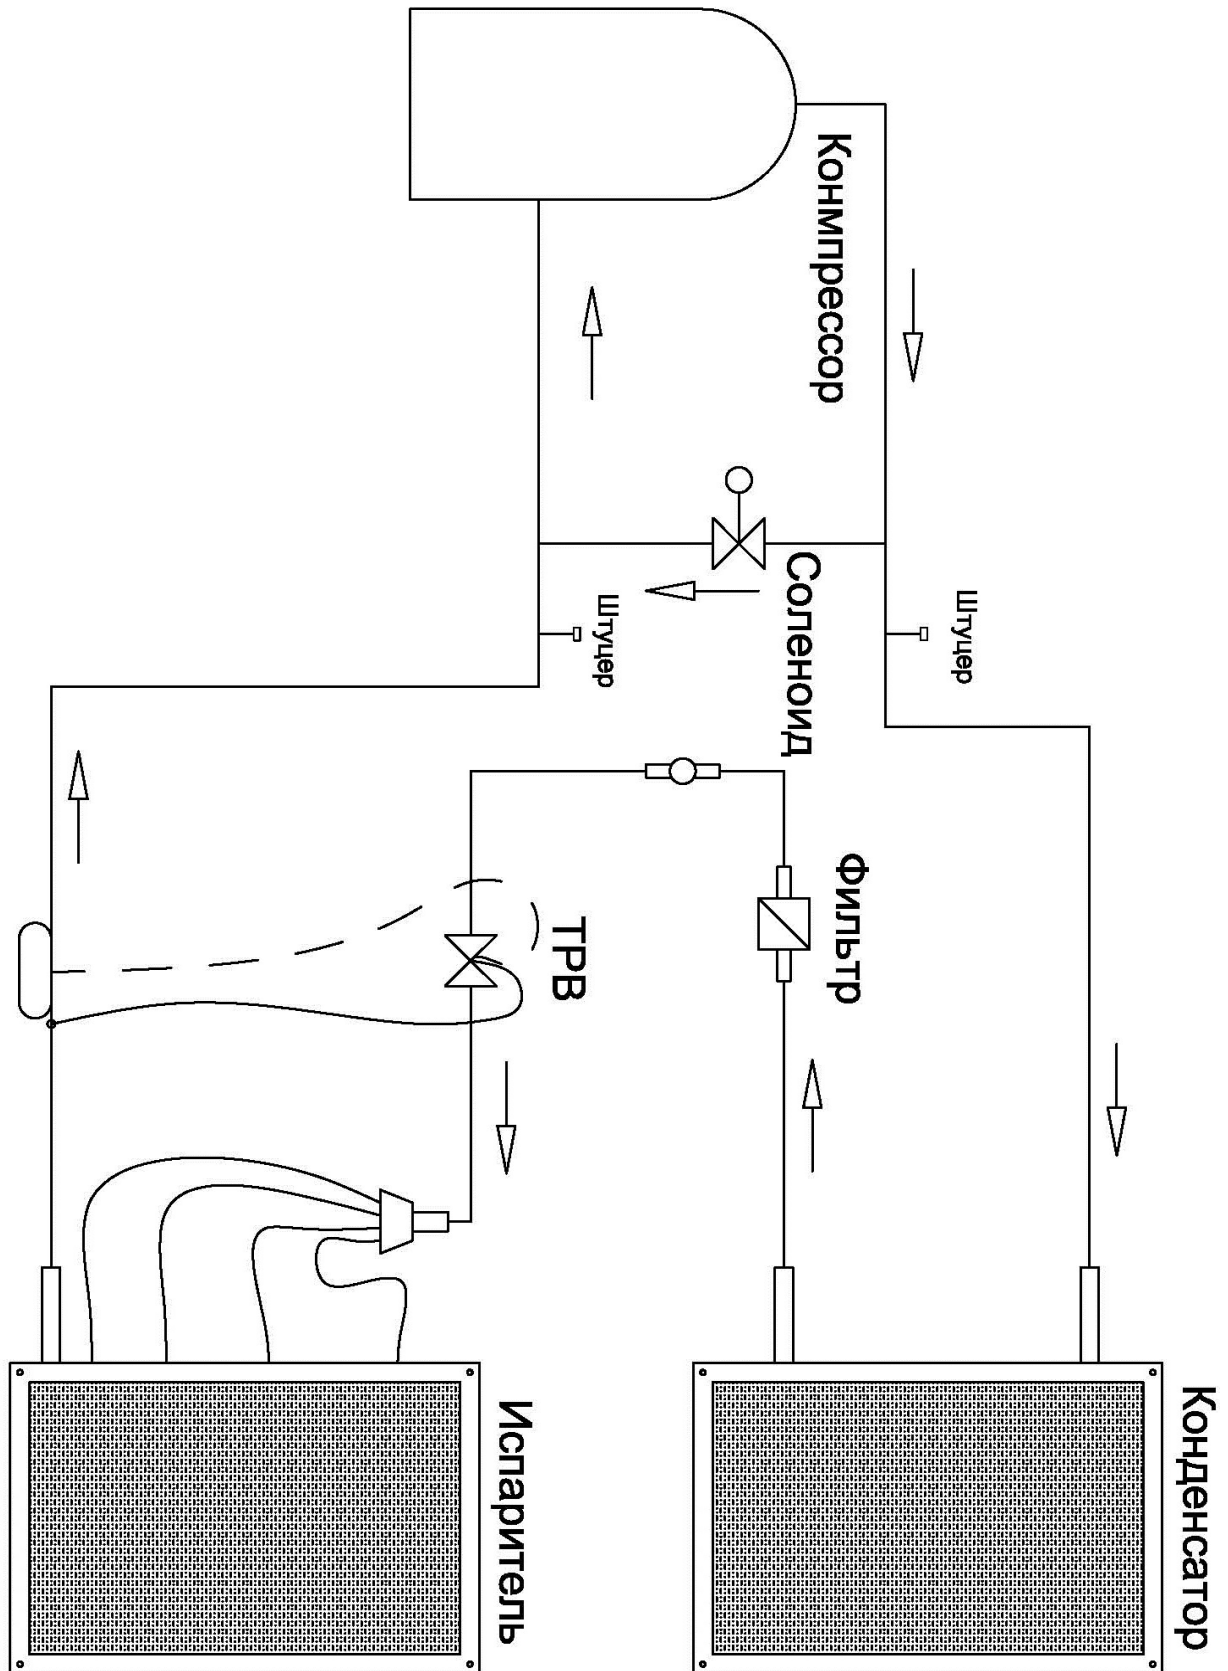 Конмпрессор
Соленоид
Штуцер
Штуцер
Фильтр
ТРВ
Конденсатор
Испаритель